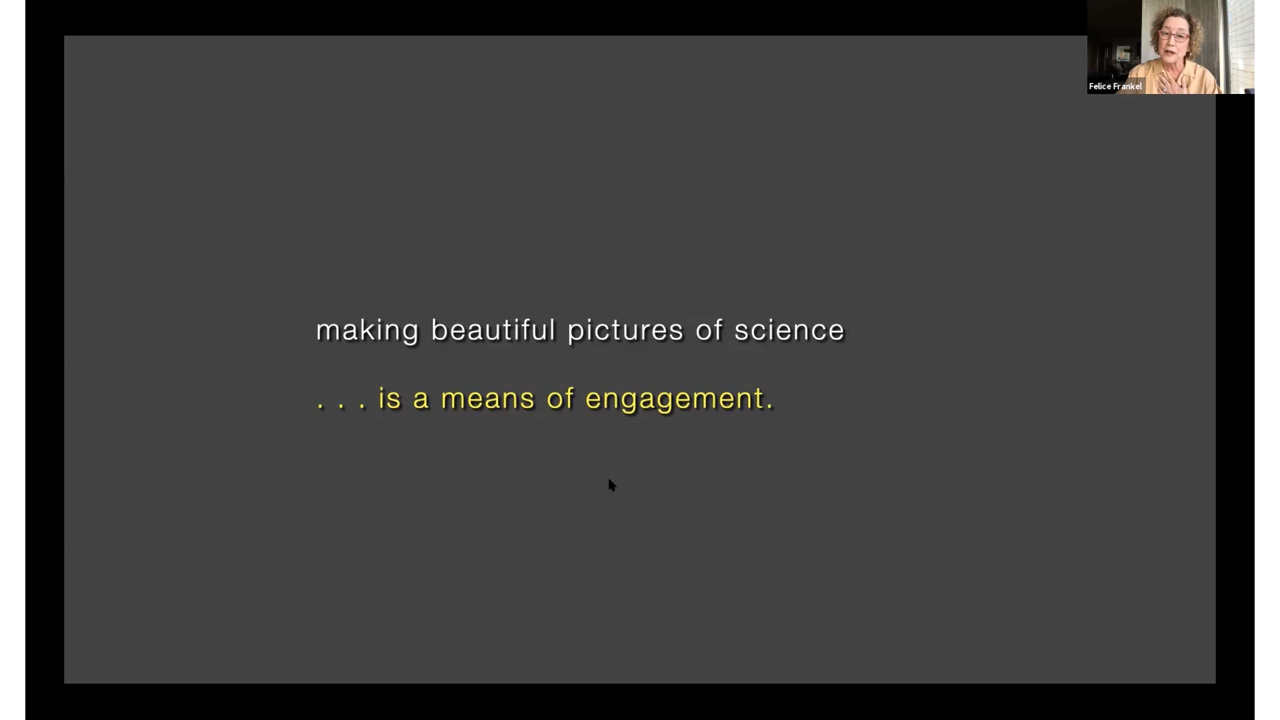 Felice Frankel
making beautiful pictures of science
. . . is a means of engagement.